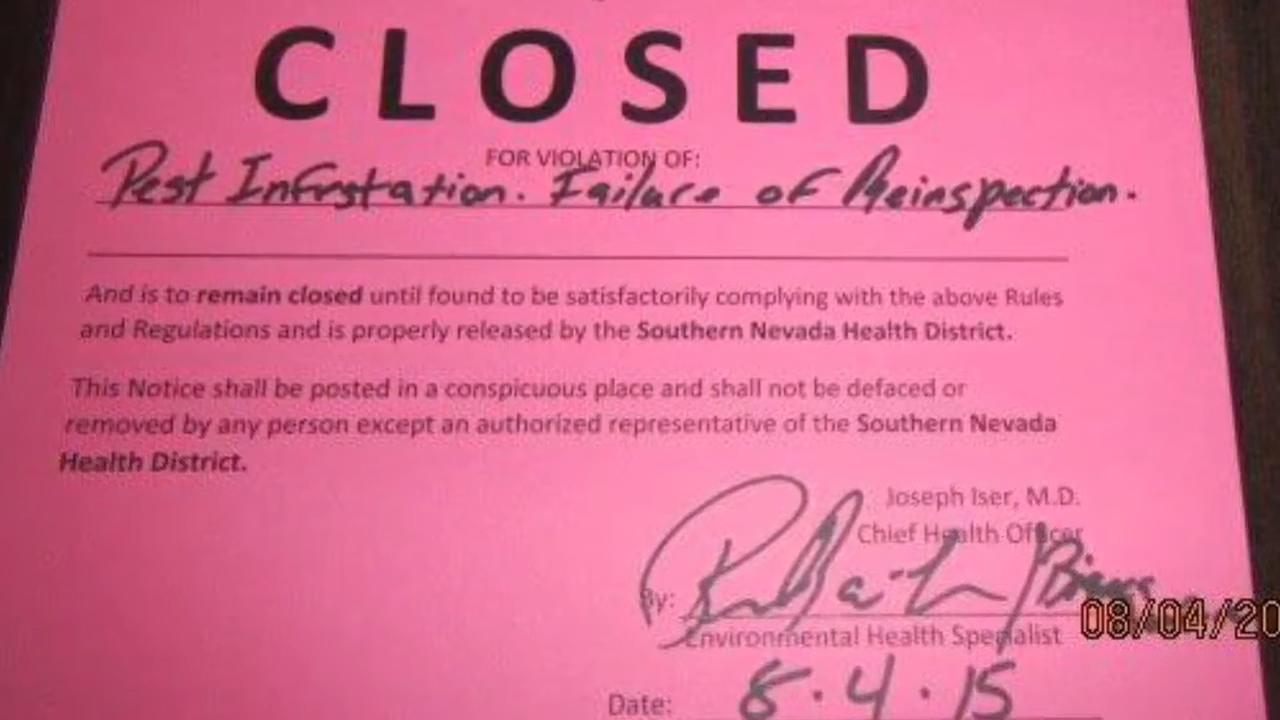 CLOSED
FOR VIOLATION OF:
Pest Infestation. Failure of Reinspection.
And is to remain closed until found to be satisfactorily complying with the above Rules
and Regulations and is properly released by the Southern Nevada Health District.
This Notice shall be posted in a conspicuous place and shall not be defaced or
removed by any person except an authorized representative of the Southern Nevada
Health District.
Joseph Iser, M.D.
Chief Health Officer
By:
Environmental Health Specialist
08/04/20
Date: 8.4.15